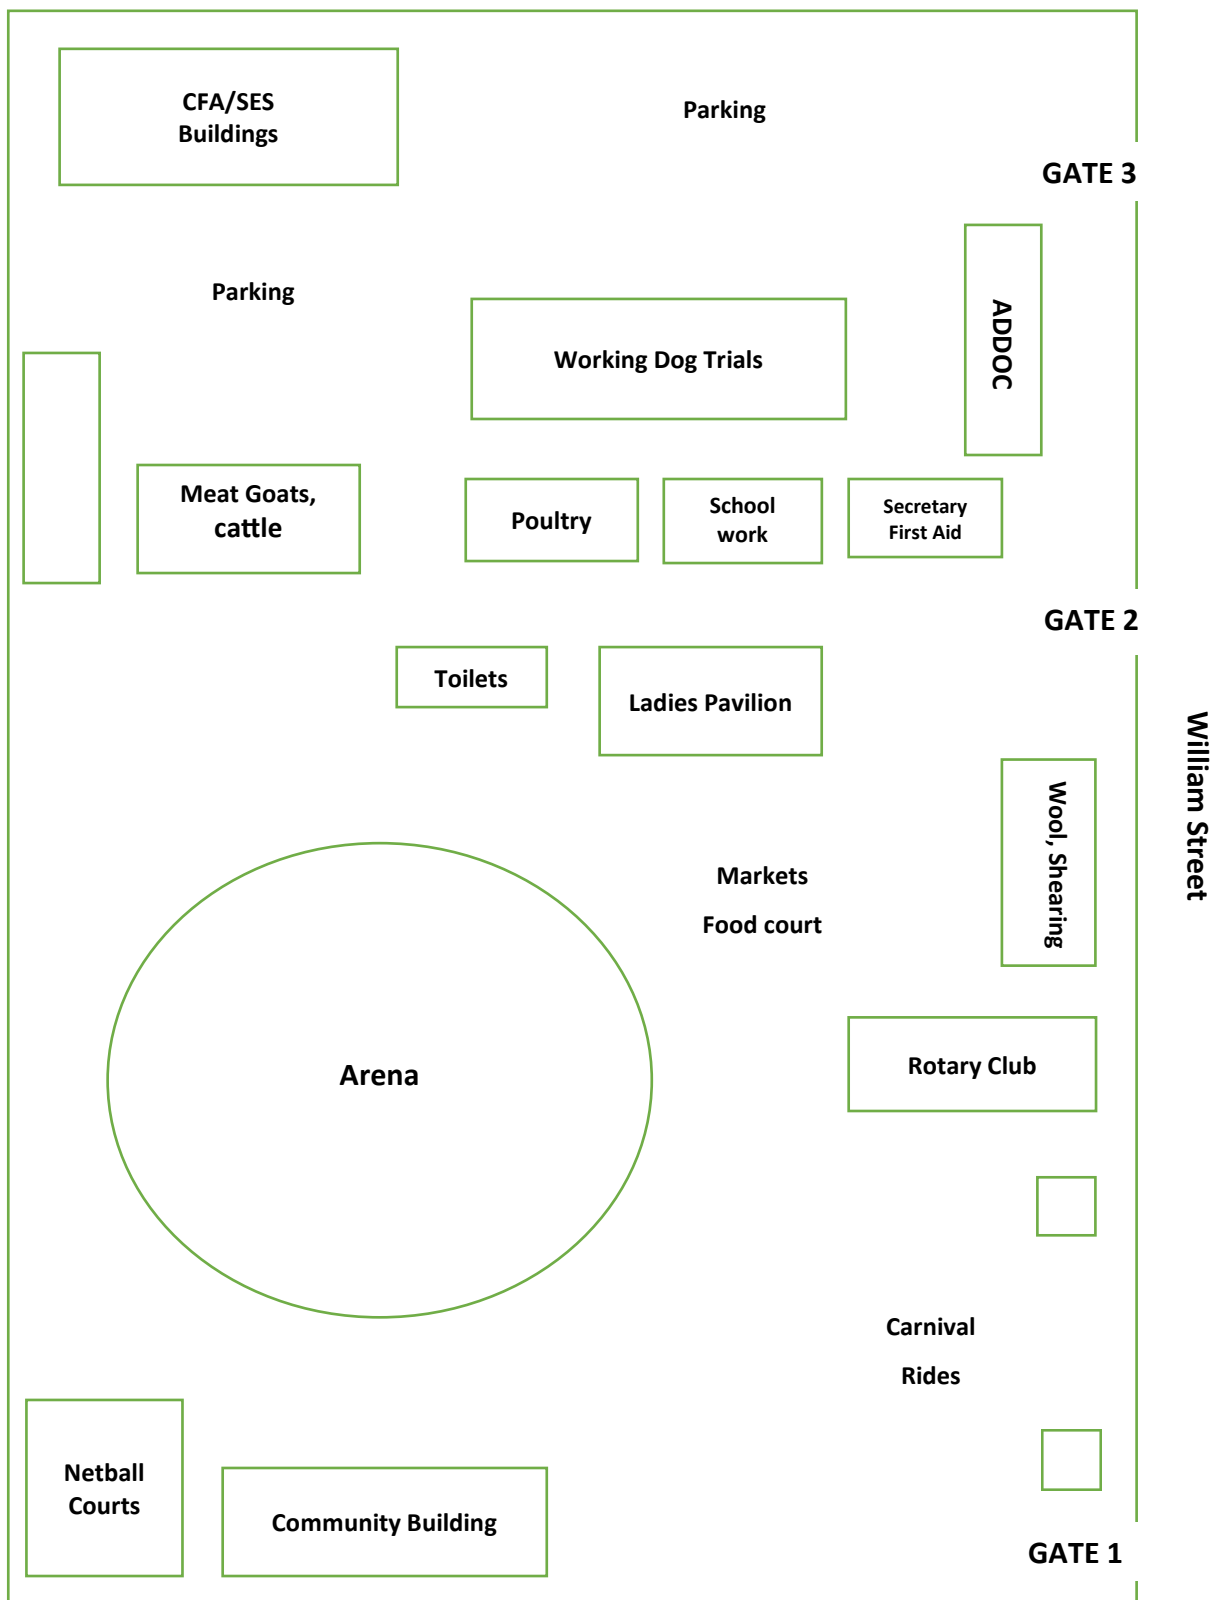 CFA/SES
Buildings
Parking
GATE 3
Parking
Working Dog Trials
ADDOC
Meat Goats,
cattle
Poultry
School
work
Secretary
First Aid
GATE 2
Toilets
Ladies Pavilion
William Street
Wool, Shearing
Markets
Food court
Arena
Rotary Club
Carnival
Rides
Netball
Courts
Community Building
GATE 1